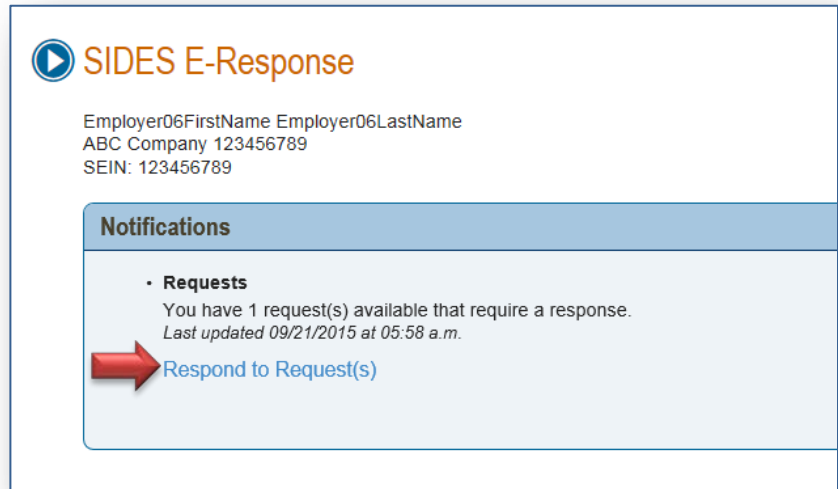 SIDES E-Response
Employer06FirstName Employer06LastName
ABC Company 123456789
SEIN: 123456789
Notifications
• Requests
You have 1 request(s) available that require a response.
Last updated 09/21/2015 at 05:58 a.m.
Respond to Request(s)